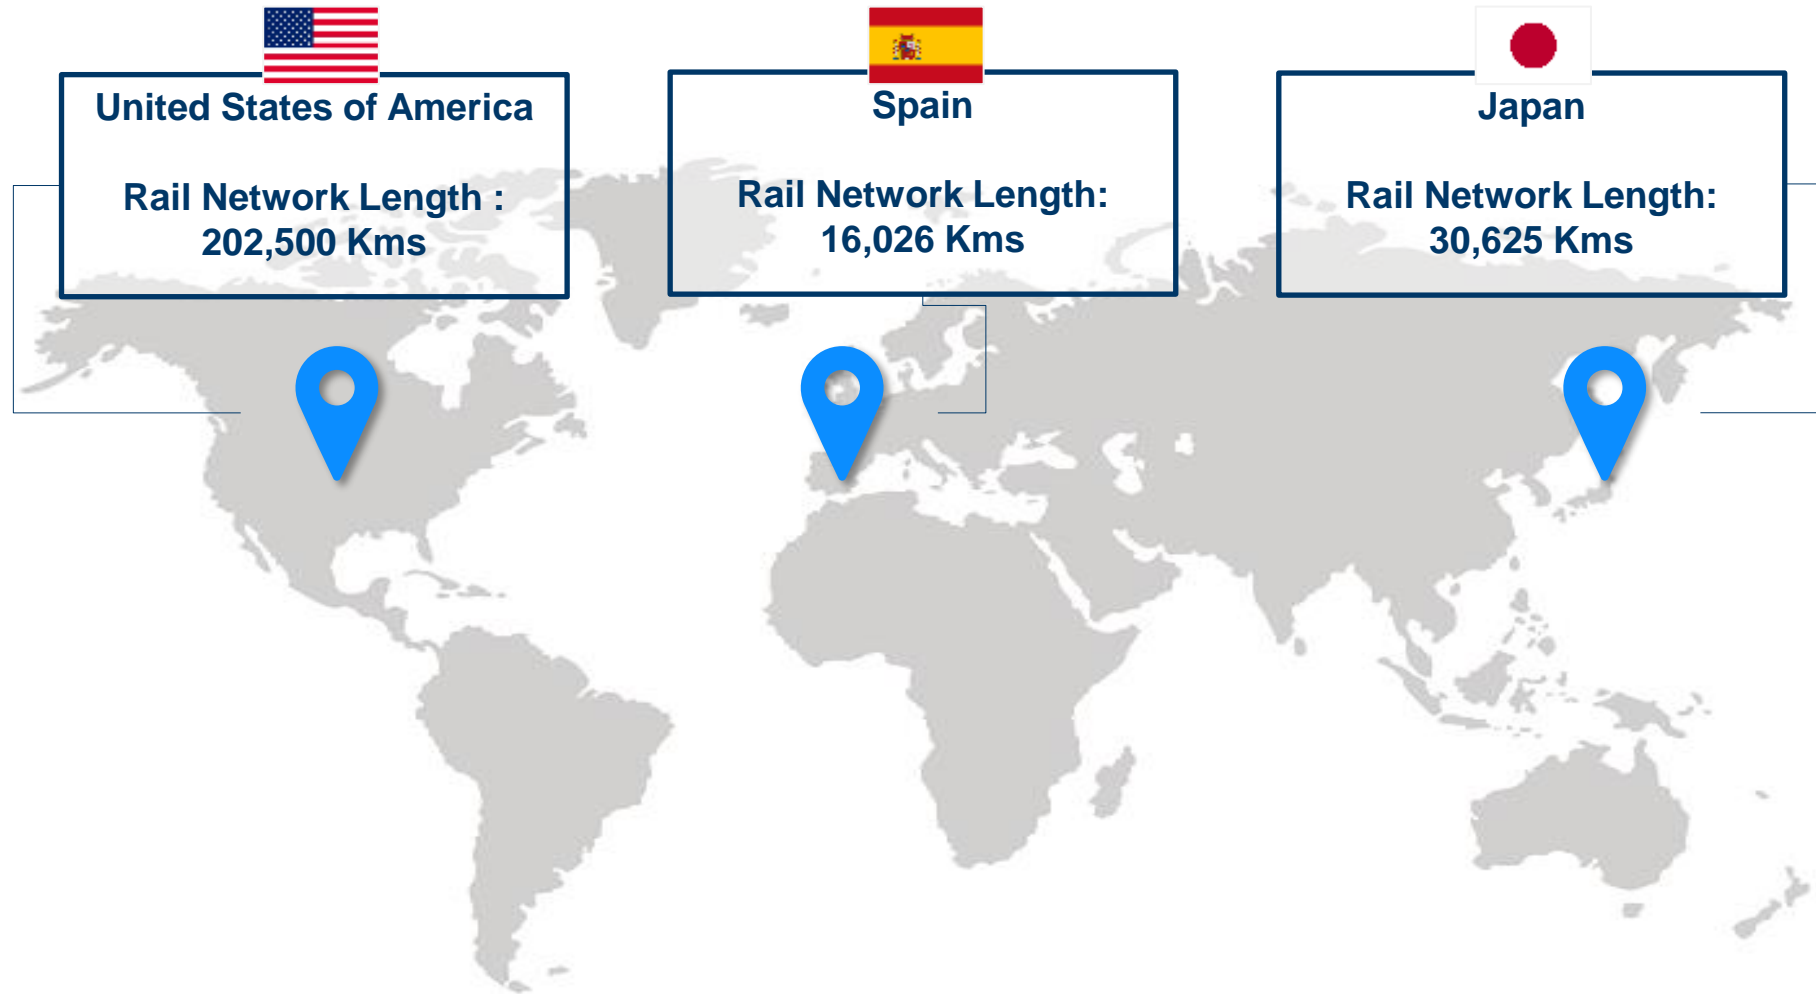 United States of America
Rail Network Length :
202,500 Kms
Spain
Rail Network Length:
16,026 Kms
Japan
Rail Network Length:
30,625 Kms